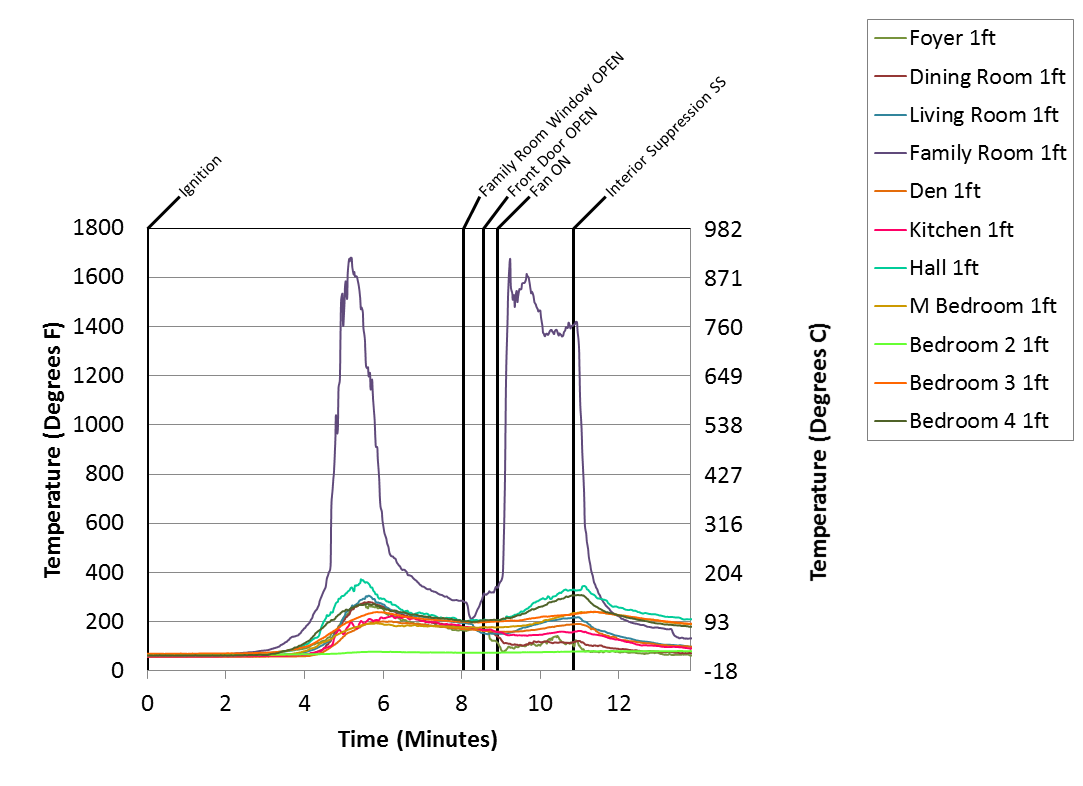 Ignition
Family Room Window OPEN
Front Door OPEN
Fan ON
Interior Suppression SS
Foyer 1ft
Dining Room 1ft
Living Room 1ft
Family Room 1ft
Den 1ft
Kitchen 1ft
Hall 1ft
M Bedroom 1ft
Bedroom 2 1ft
Bedroom 3 1ft
Bedroom 4 1ft
Temperature (Degrees F)
1800
1600
1400
1200
1000
800
600
400
200
0
982
871
760
649
538
427
316
204
93
-18
Temperature (Degrees C)
0 2 4 6 8 10 12
Time (Minutes)